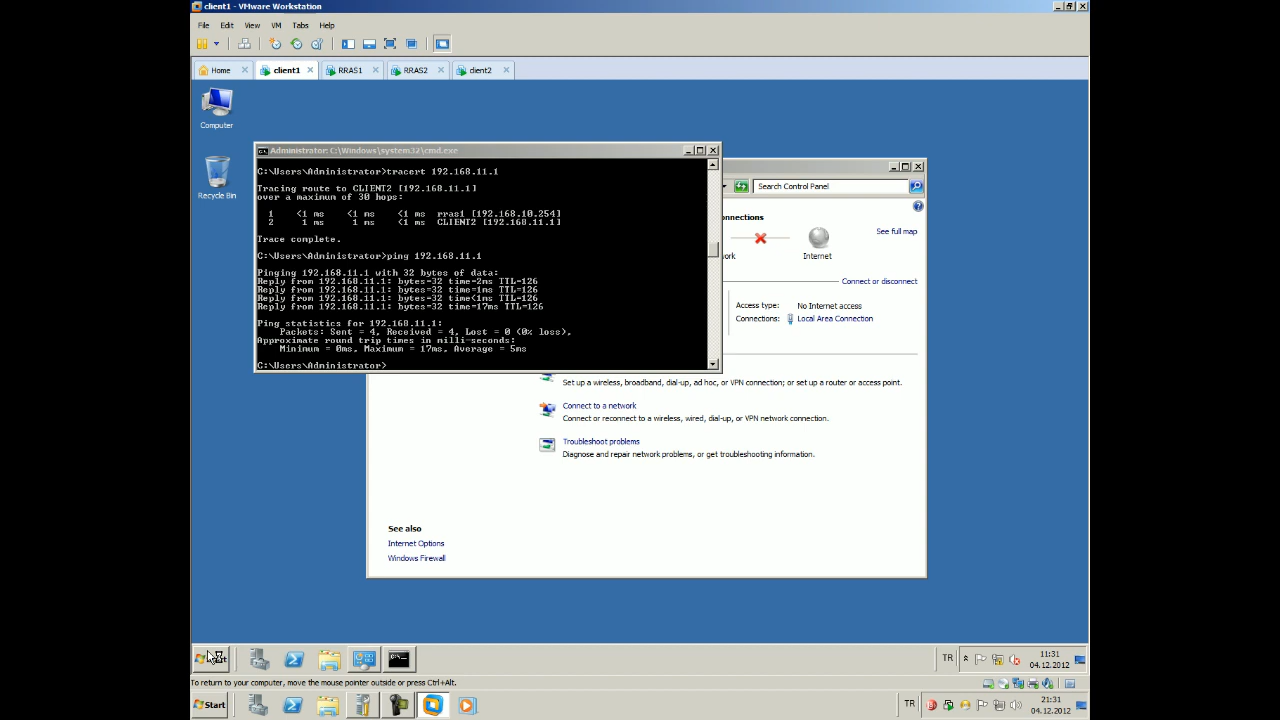 client1 - VMware Workstation
File Edit View VM Tabs Help
Home client1 RRAS1 RRAS2 client2
Computer
Recycle Bin
Administrator: C:\Windows\system32\cmd.exe
C:\Users\Administrator>tracert 192.168.11.1
Tracing route to CLIENT2 [192.168.11.1]
over a maximum of 30 hops:
1 <1 ms <1 ms <1 ms rras1 [192.168.10.254]
2 1 ms 1 ms <1 ms CLIENT2 [192.168.11.1]
Trace complete.
C:\Users\Administrator>ping 192.168.11.1
Pinging 192.168.11.1 with 32 bytes of data:
Reply from 192.168.11.1: bytes=32 time=2ms TTL=126
Reply from 192.168.11.1: bytes=32 time=1ms TTL=126
Reply from 192.168.11.1: bytes=32 time<1ms TTL=126
Reply from 192.168.11.1: bytes=32 time=17ms TTL=126
Ping statistics for 192.168.11.1:
Packets: Sent = 4, Received = 4, Lost = 0 (0% loss),
Approximate round trip times in milli-seconds:
Minimum = 0ms, Maximum = 17ms, Average = 5ms
C:\Users\Administrator>
Search Control Panel
onnections
See full map
ork
Internet
Connect or disconnect
Access type: No Internet access
Connections: Local Area Connection
Set up a wireless, broadband, dial-up, ad hoc, or VPN connection; or set up a router or access point.
Connect to a network
Connect or reconnect to a wireless, wired, dial-up, or VPN network connection.
Troubleshoot problems
Diagnose and repair network problems, or get troubleshooting information.
See also
Internet Options
Windows Firewall
TR
11:31
04.12.2012
To return to your computer, move the mouse pointer outside or press Ctrl+Alt.
Start
TR
21:31
04.12.2012